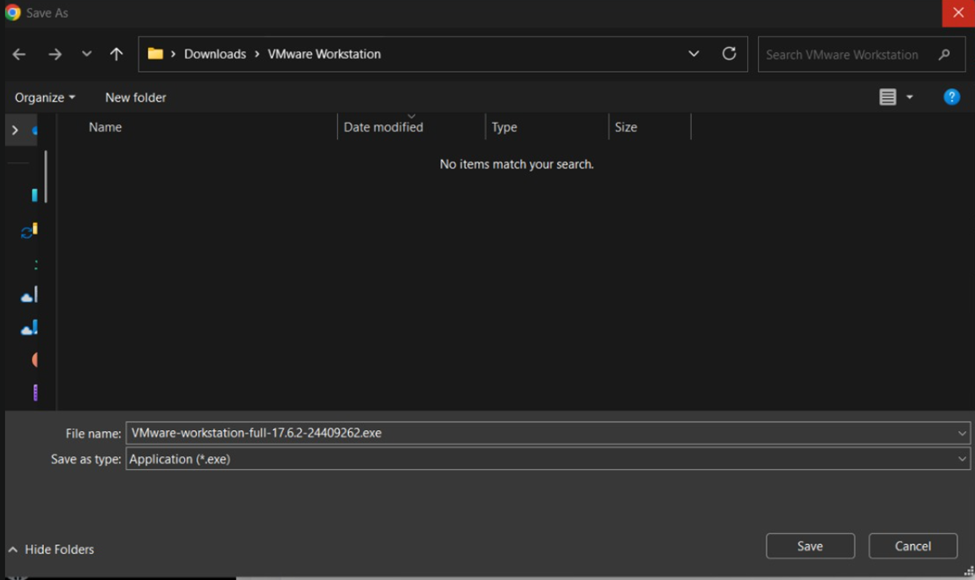 Save As
Downloads > VMware Workstation
Search VMware Workstation
Organize
New folder
?
Name
Date modified
Type
Size
No items match your search.
File name: VMware-workstation-full-17.6.2-24409262.exe
Save as type: Application (*.exe)
Hide Folders
Save
Cancel